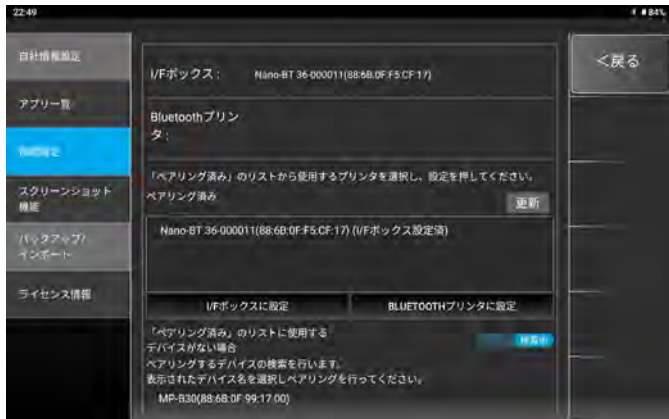 22:49
84%
自社情報設定
アプリ一覧
接続設定
スクリーンショット
機能
バックアップ/
インポート
ライセンス情報
I/Fボックス :
Nano-BT 36-000011(88:6B:0F:F5:CF:17)
Bluetoothプリン
タ :
「ペアリング済み」のリストから使用するプリンタを選択し、設定を押してください。
ペアリング済み
更新
Nano-BT 36-000011(88:6B:0F:F5:CF:17) (I/Fボックス設定済)
I/Fボックスに設定
BLUETOOTHプリンタに設定
「ペアリング済み」のリストに使用する
デバイスがない場合
検索中
ペアリングするデバイスの検索を行います。
表示されたデバイス名を選択しペアリングを行ってください。
MP-B30(88:6B:0F:99:17:00)
<戻る